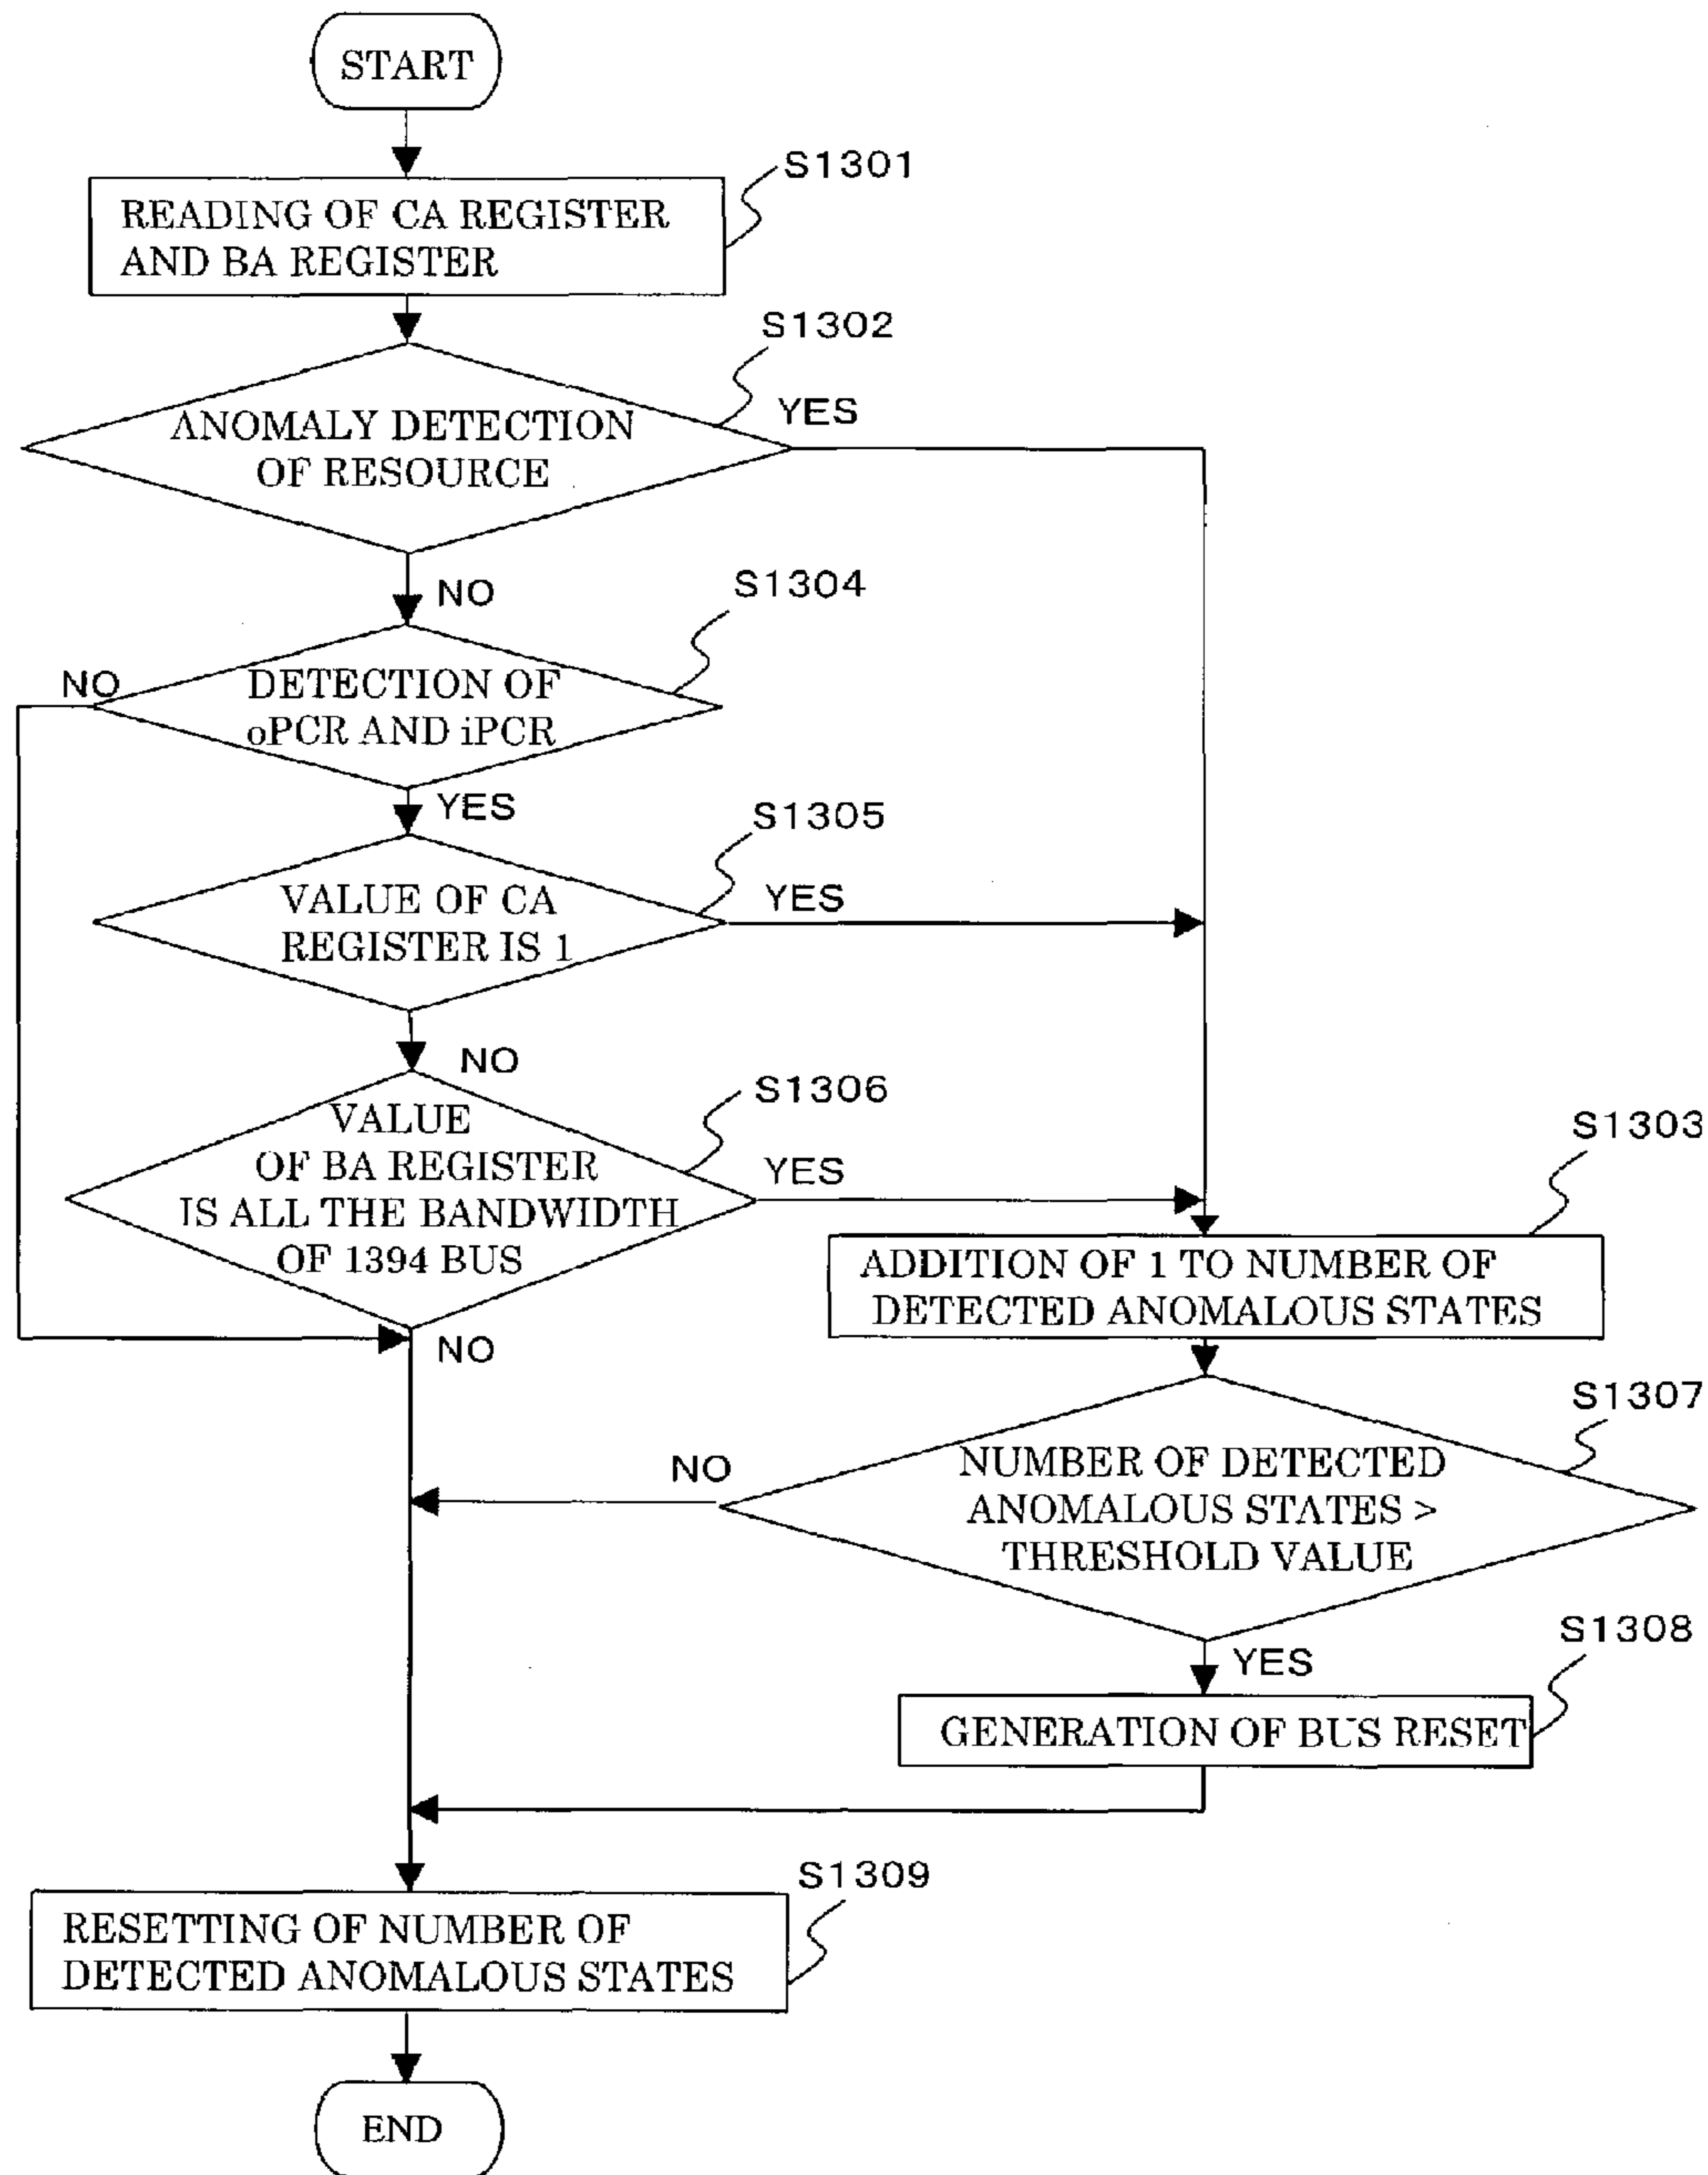 START
S1301
READING OF CA REGISTER
AND BA REGISTER
S1302
ANOMALY DETECTION
OF RESOURCE
YES
NO
S1304
NO
DETECTION OF
oPCR AND iPCR
YES
S1305
VALUE OF CA
REGISTER IS 1
YES
NO
S1306
VALUE
OF BA REGISTER
IS ALL THE BANDWIDTH
OF 1394 BUS
YES
NO
S1303
ADDITION OF 1 TO NUMBER OF
DETECTED ANOMALOUS STATES
S1307
NUMBER OF DETECTED
ANOMALOUS STATES >
THRESHOLD VALUE
NO
YES
S1308
GENERATION OF BUS RESET
S1309
RESETTING OF NUMBER OF
DETECTED ANOMALOUS STATES
END